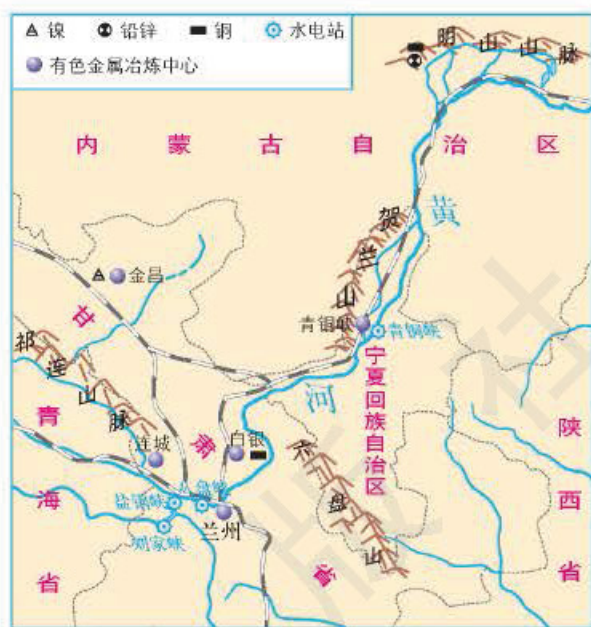 镍 铅锌 铜 水电站
有色金属冶炼中心
阴山山脉
内蒙古自治区
黄河
贺兰山
金昌
甘肃省
青铜峡
青铜峡
祁连山脉
宁夏回族自治区
青海省
连城
白银
六盘山
陕西省
盐锅峡
兰州
刘家峡